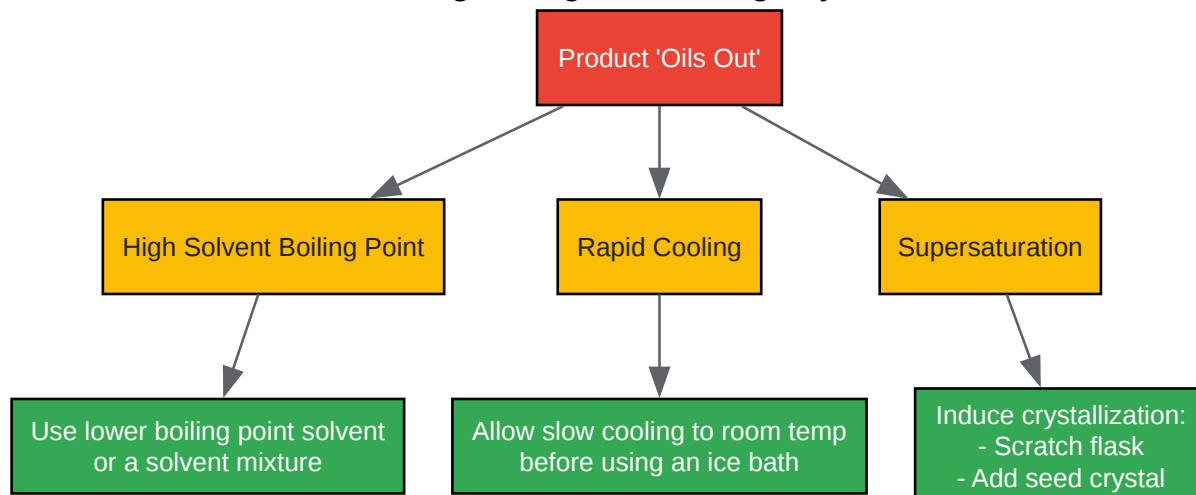 Product 'Oils Out'
High Solvent Boiling Point
Rapid Cooling
Supersaturation
Use lower boiling point solvent
or a solvent mixture
Allow slow cooling to room temp
before using an ice bath
Induce crystallization:
- Scratch flask
- Add seed crystal